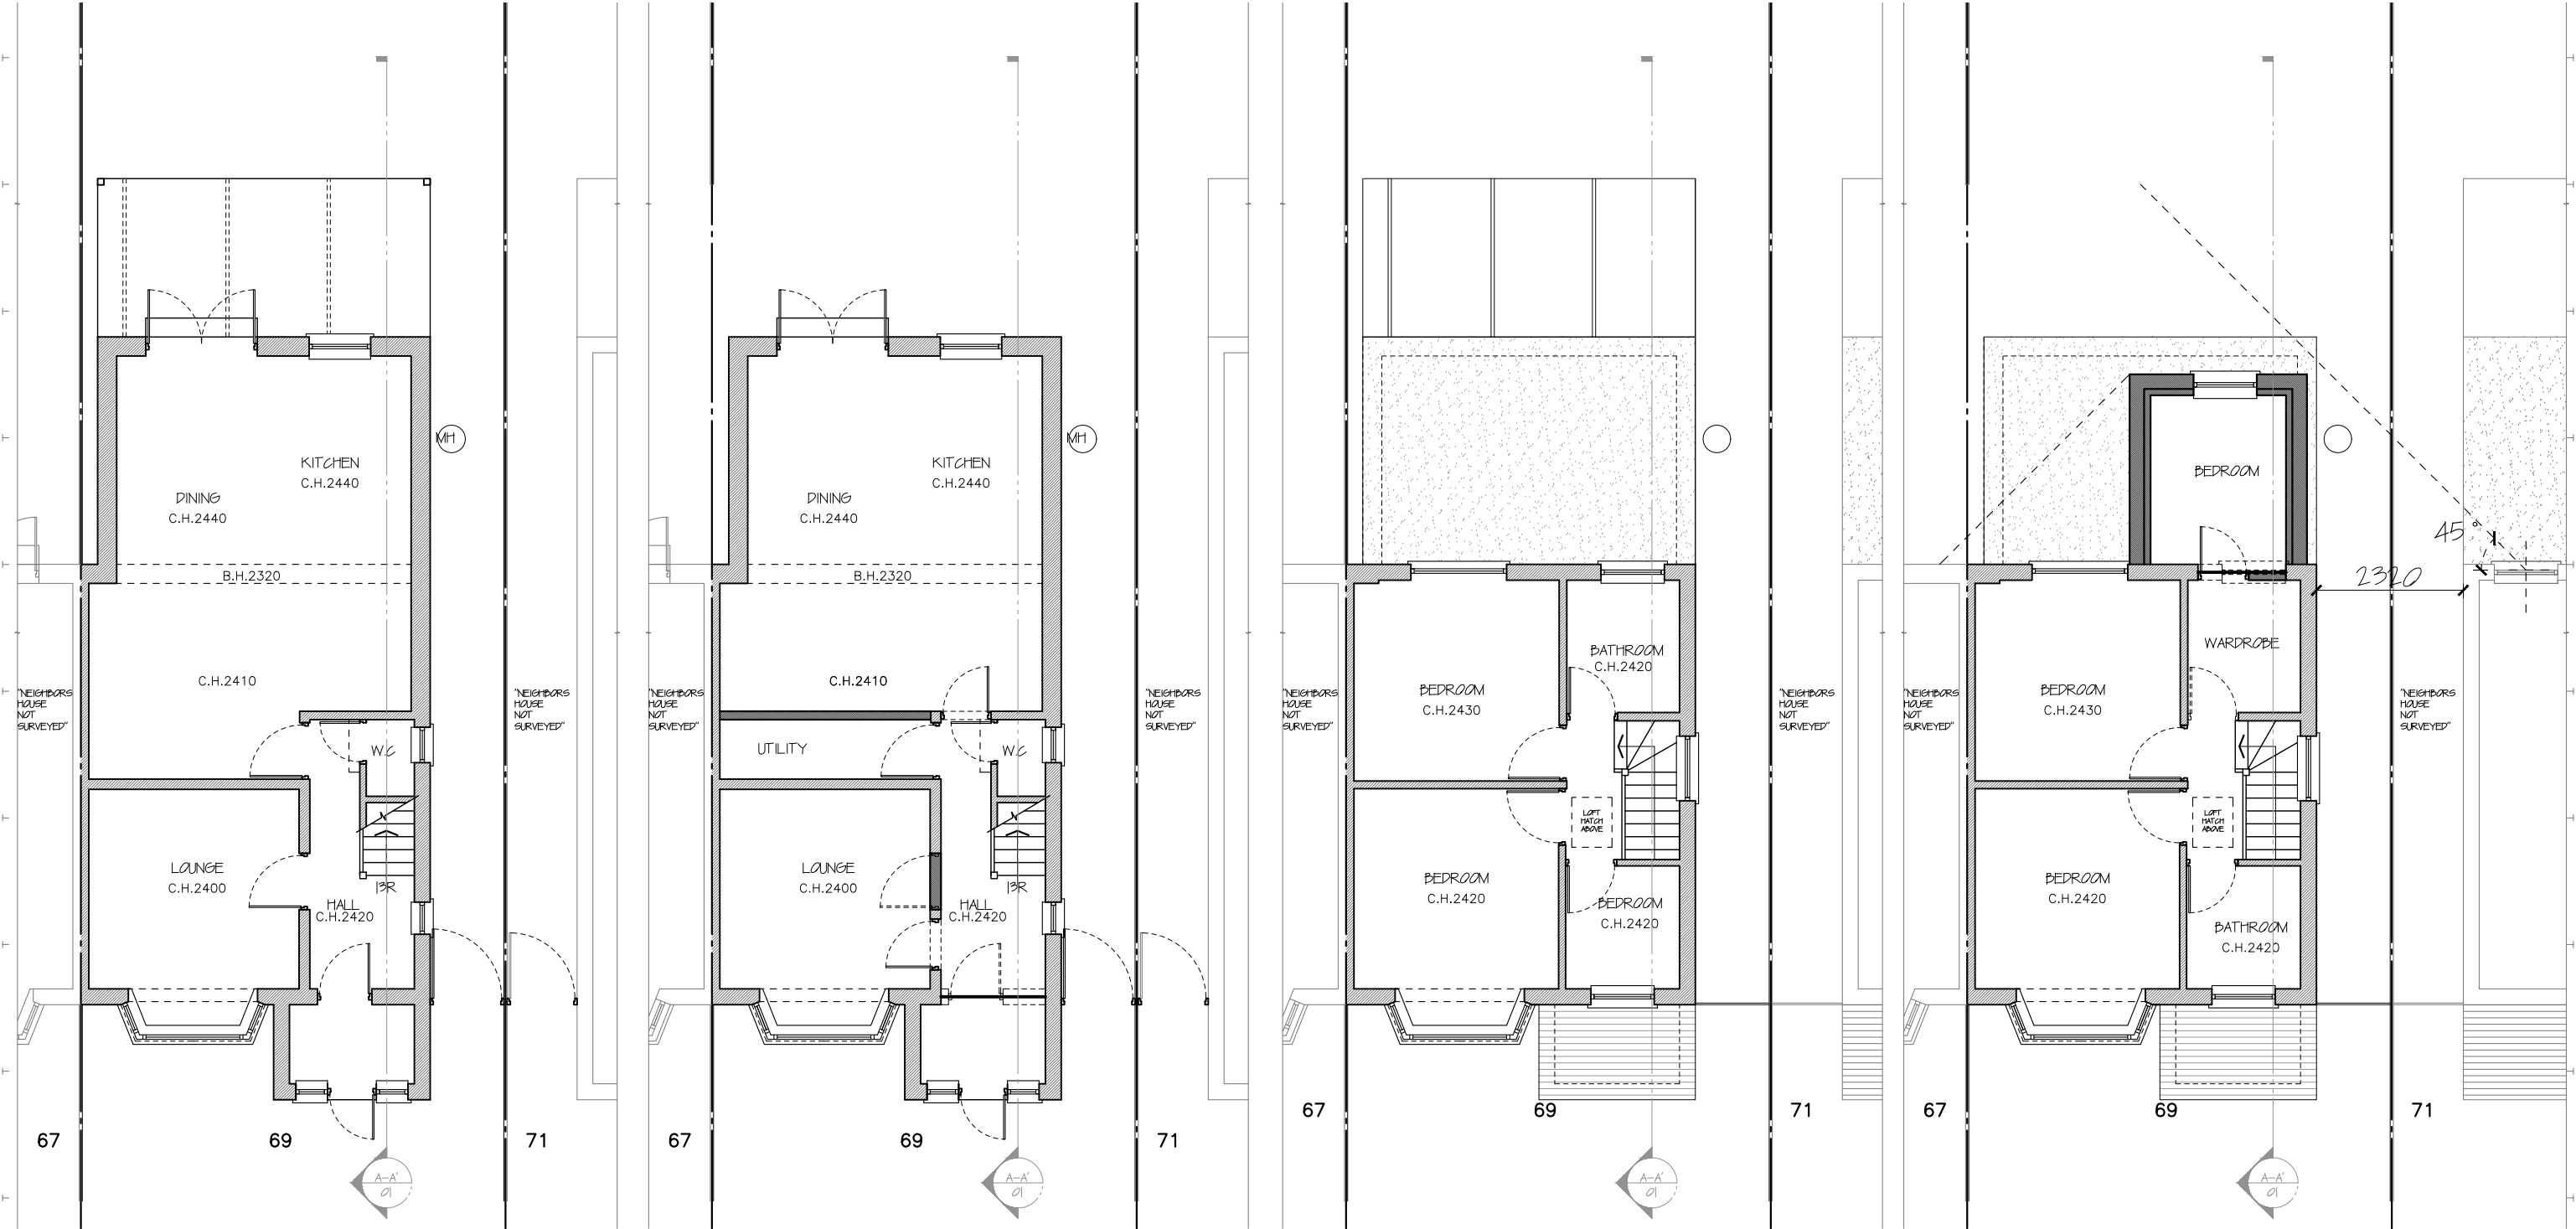 KITCHEN
C.H.2440
DINING
C.H.2440
MH
B.H.2320
C.H.2410
"NEIGHBORS
HOUSE
NOT
SURVEYED"
"NEIGHBORS
HOUSE
NOT
SURVEYED"
W.C
LOUNGE
C.H.2400
13R
HALL
C.H.2420
67
69
71
A-A'
01
KITCHEN
C.H.2440
DINING
C.H.2440
MH
B.H.2320
C.H.2410
"NEIGHBORS
HOUSE
NOT
SURVEYED"
"NEIGHBORS
HOUSE
NOT
SURVEYED"
UTILITY
W.C
LOUNGE
C.H.2400
13R
HALL
C.H.2420
67
69
71
A-A'
01
BATHROOM
C.H.2420
BEDROOM
C.H.2430
"NEIGHBORS
HOUSE
NOT
SURVEYED"
"NEIGHBORS
HOUSE
NOT
SURVEYED"
LOFT
HATCH
ABOVE
BEDROOM
C.H.2420
BEDROOM
C.H.2420
67
69
71
A-A'
01
BEDROOM
45°
2320
WARDROBE
BEDROOM
C.H.2430
"NEIGHBORS
HOUSE
NOT
SURVEYED"
"NEIGHBORS
HOUSE
NOT
SURVEYED"
LOFT
HATCH
ABOVE
BEDROOM
C.H.2420
BATHROOM
C.H.2420
67
69
71
A-A'
01